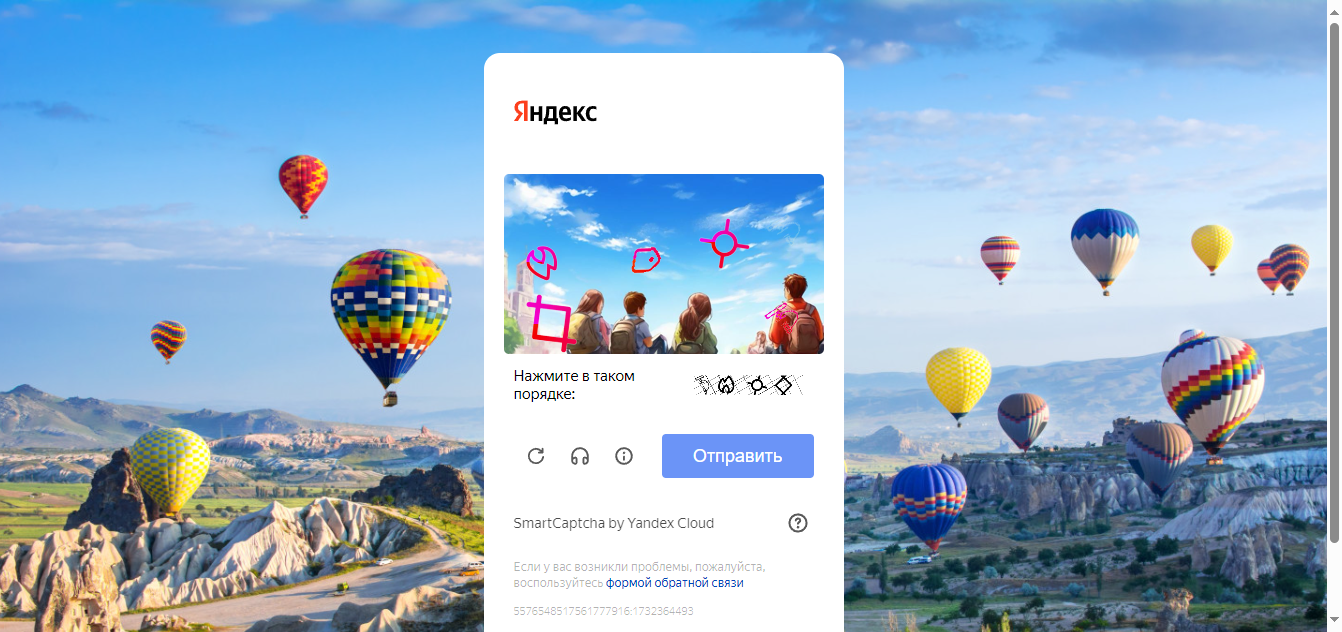 Яндекс
Нажмите в таком
порядке:
Отправить
SmartCaptcha by Yandex Cloud
Если у вас возникли проблемы, пожалуйста,
воспользуйтесь формой обратной связи
5576548517561777916:1732364493